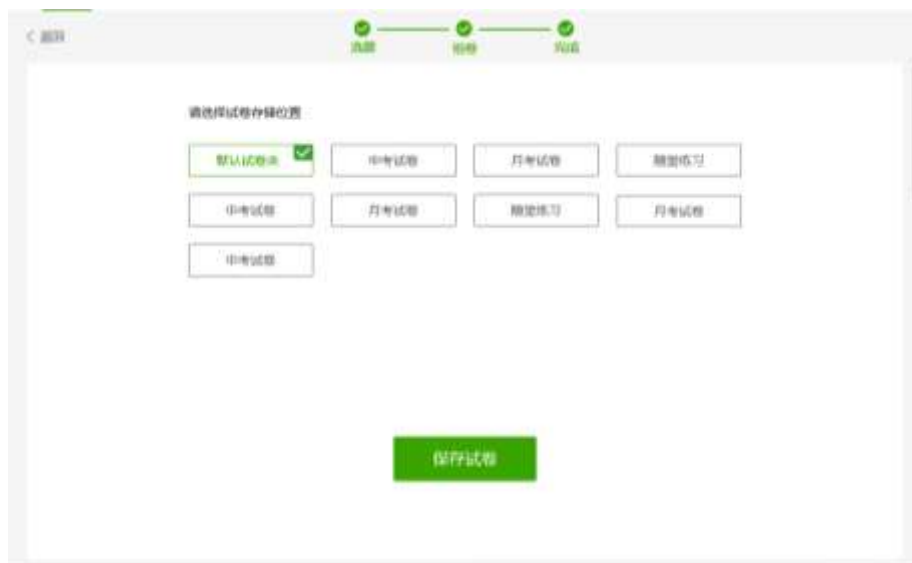 返回
选题 组卷 完成
请选择试卷存储位置
默认试卷夹 中考试卷 月考试卷 随堂练习
中考试卷 月考试卷 随堂练习 月考试卷
中考试卷
保存试卷